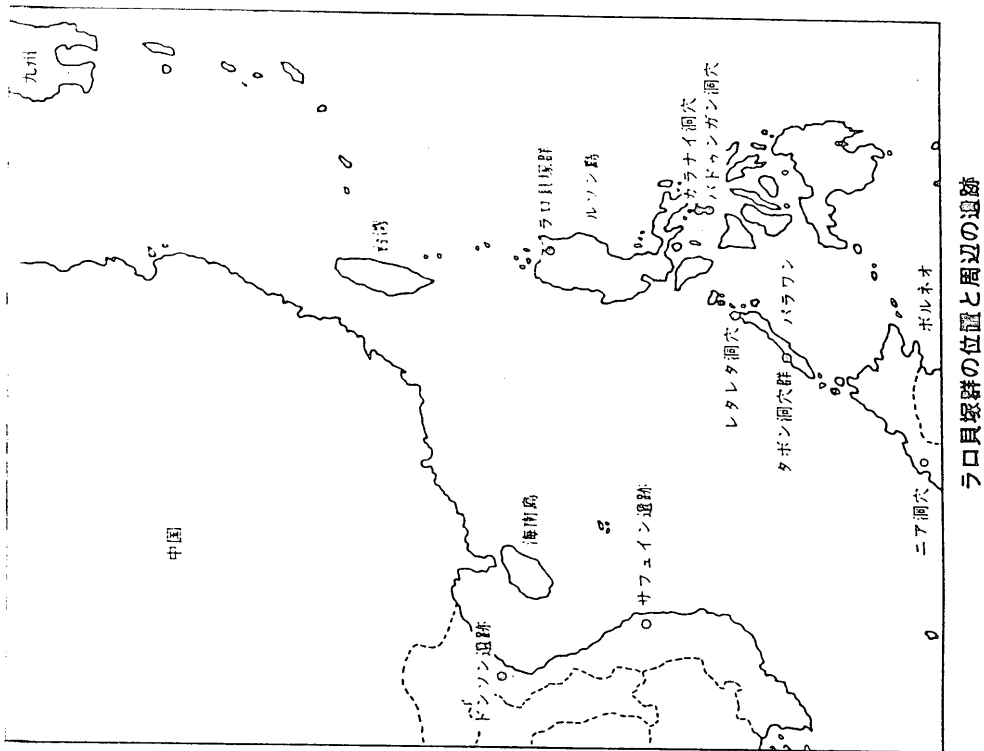 九州
中国
台湾
ラロ貝塚群
ルソン島
カラナイ洞穴
バドゥンガン洞穴
海南島
ドンソン遺跡
サフュイン遺跡
レタレタ洞穴
パラワン
タボン洞穴群
ボルネオ
ニア洞穴
ラロ貝塚群の位置と周辺の遺跡